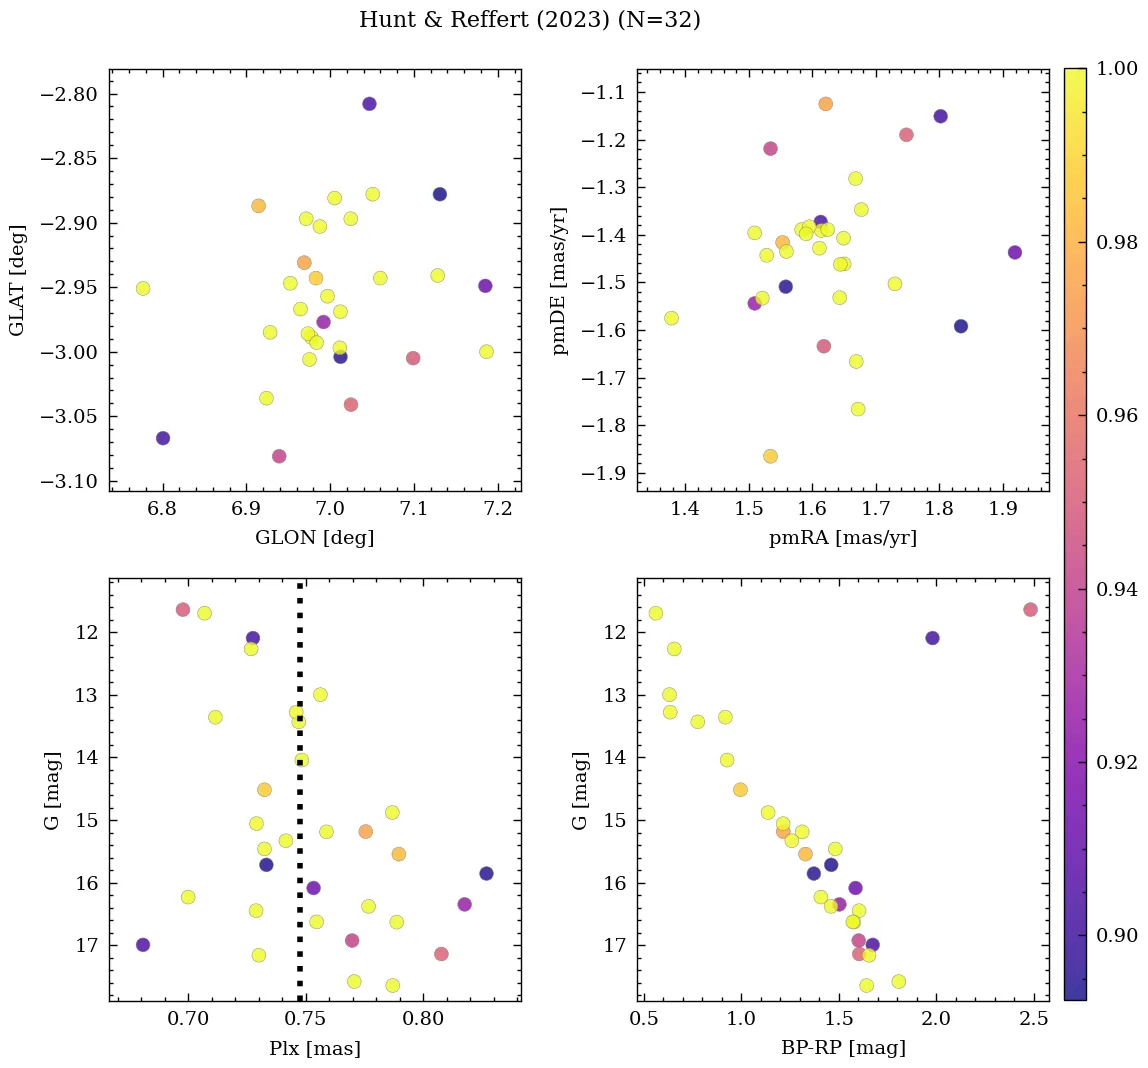 Hunt & Reffert (2023) (N=32)
−2.80
−2.85
−2.90
−2.95
−3.00
−3.05
−3.10
GLAT [deg]
6.8 6.9 7.0 7.1 7.2
GLON [deg]
−1.1
−1.2
−1.3
−1.4
−1.5
−1.6
−1.7
−1.8
−1.9
pmDE [mas/yr]
1.4 1.5 1.6 1.7 1.8 1.9
pmRA [mas/yr]
12
13
14
15
16
17
G [mag]
0.70 0.75 0.80
Plx [mas]
12
13
14
15
16
17
G [mag]
0.5 1.0 1.5 2.0 2.5
BP-RP [mag]
1.00
0.98
0.96
0.94
0.92
0.90